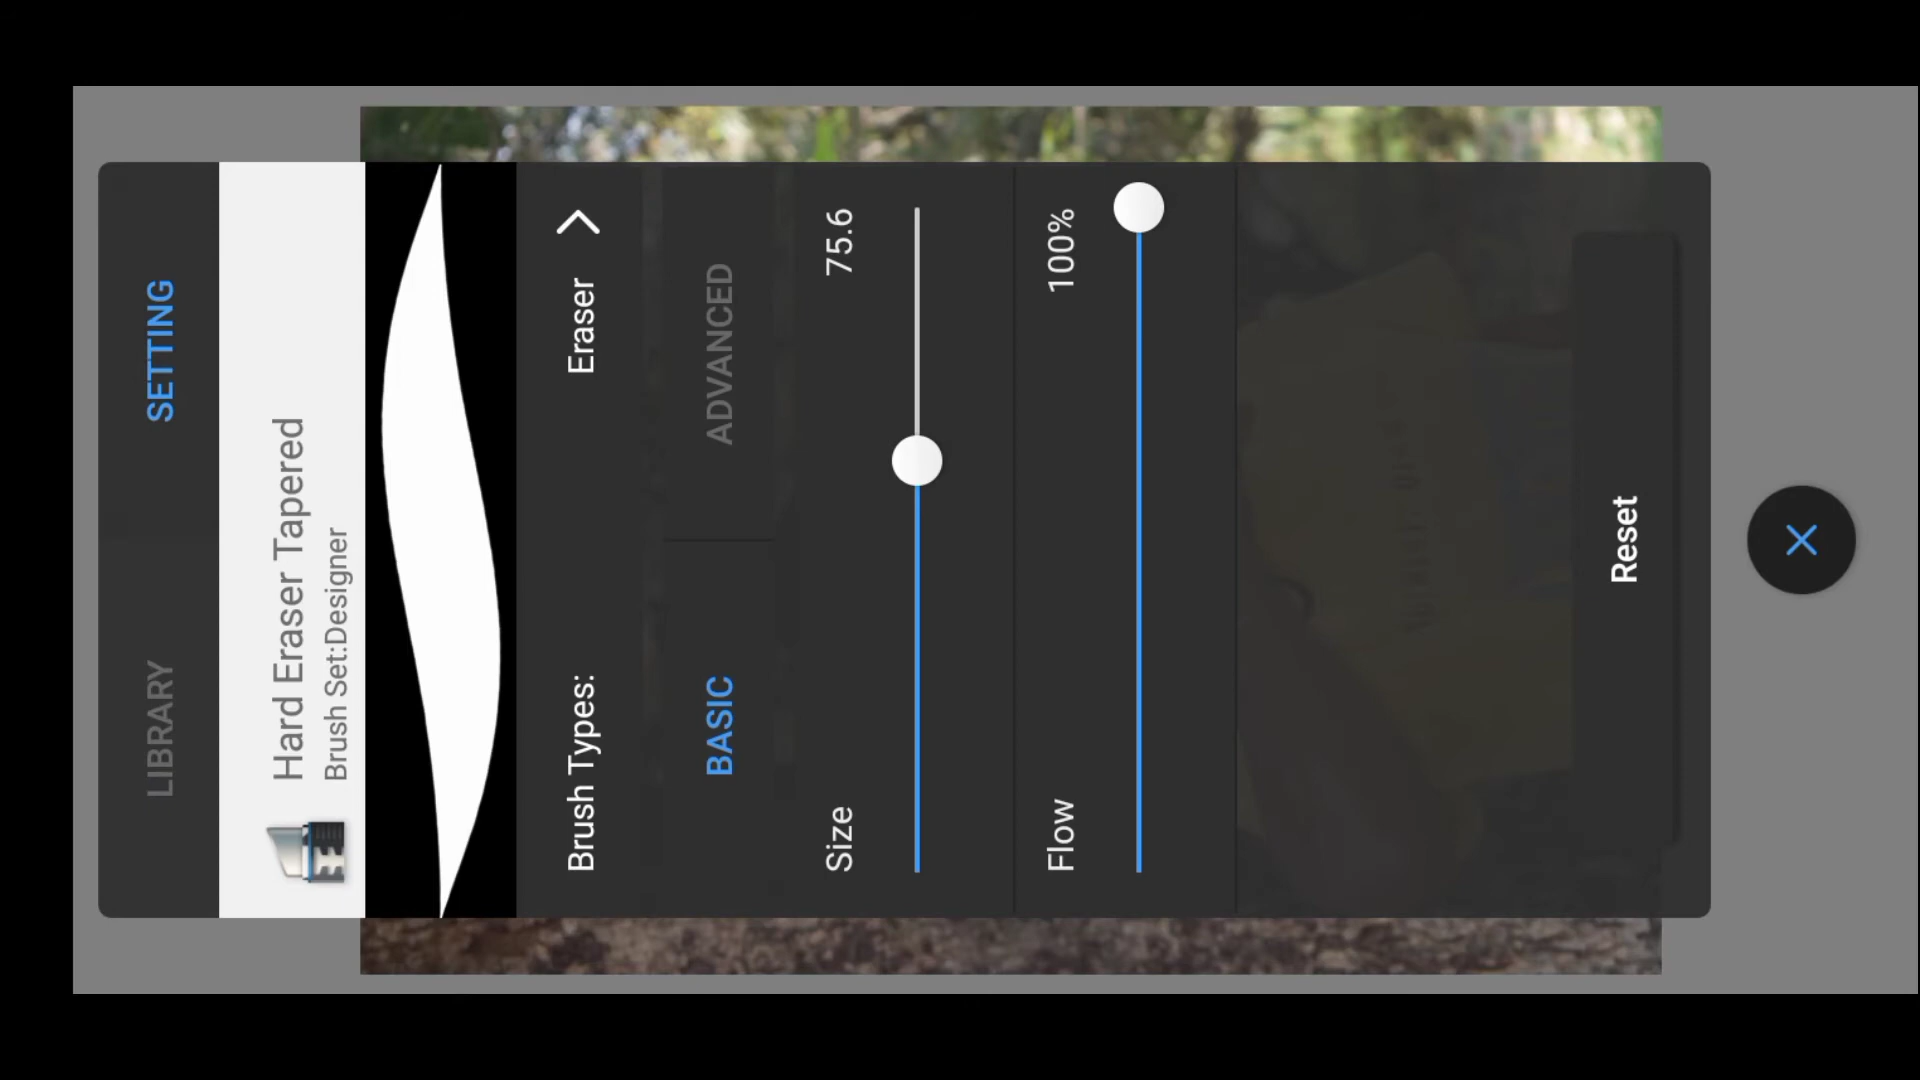 LIBRARY SETTING
Hard Eraser Tapered
Brush Set:Designer
Brush Types: Eraser
BASIC ADVANCED
Size 75.6
Flow 100%
Reset